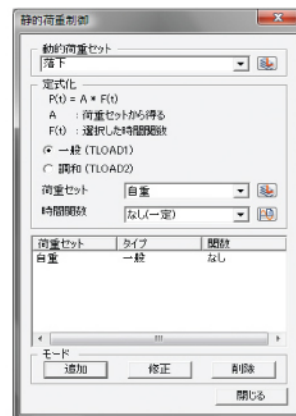 静的荷重制御
動的荷重セット
落下
定式化
P(t) = A * F(t)
A : 荷重セットから得る
F(t) : 選択した時間関数
一般 (TLOAD1)
調和 (TLOAD2)
荷重セット 自重
時間関数 なし(一定)
荷重セット タイプ 関数
自重 一般 なし
モード
追加 修正 削除
閉じる